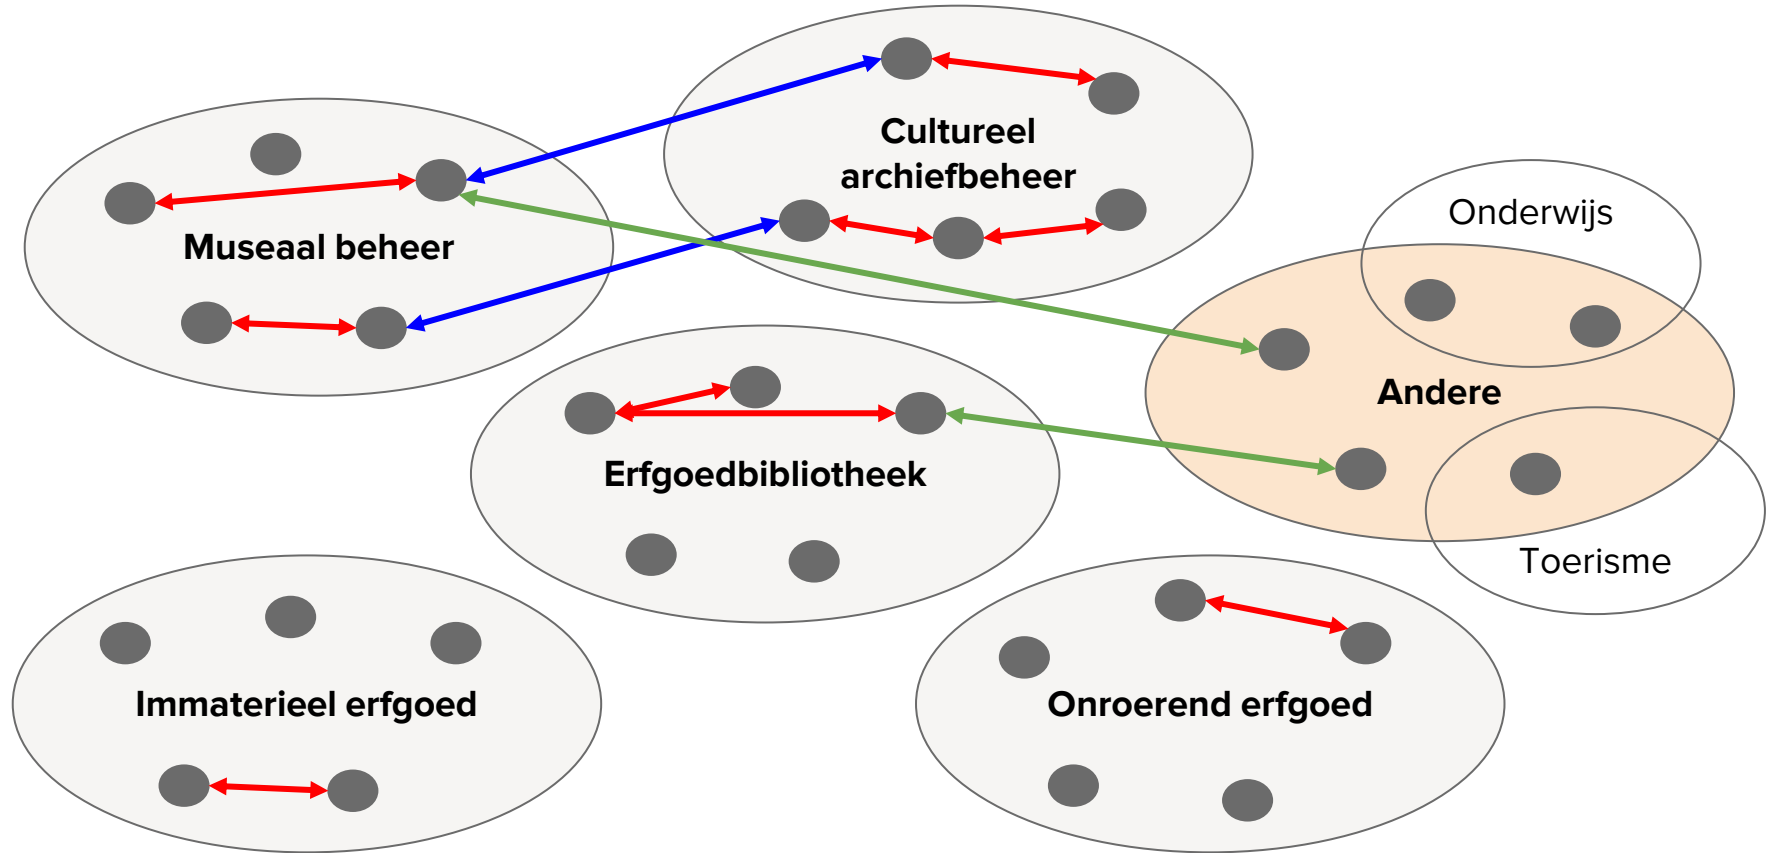 Cultureel
archiefbeheer
Museaal beheer
Onderwijs
Andere
Erfgoedbibliotheek
Toerisme
Immaterieel erfgoed
Onroerend erfgoed